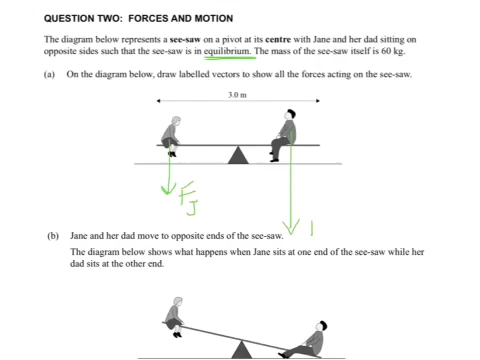 QUESTION TWO: FORCES AND MOTION
The diagram below represents a see-saw on a pivot at its centre with Jane and her dad sitting on
opposite sides such that the see-saw is in equilibrium. The mass of the see-saw itself is 60 kg.
(a) On the diagram below, draw labelled vectors to show all the forces acting on the see-saw.
3.0 m
FJ
(b) Jane and her dad move to opposite ends of the see-saw.
The diagram below shows what happens when Jane sits at one end of the see-saw while her
dad sits at the other end.